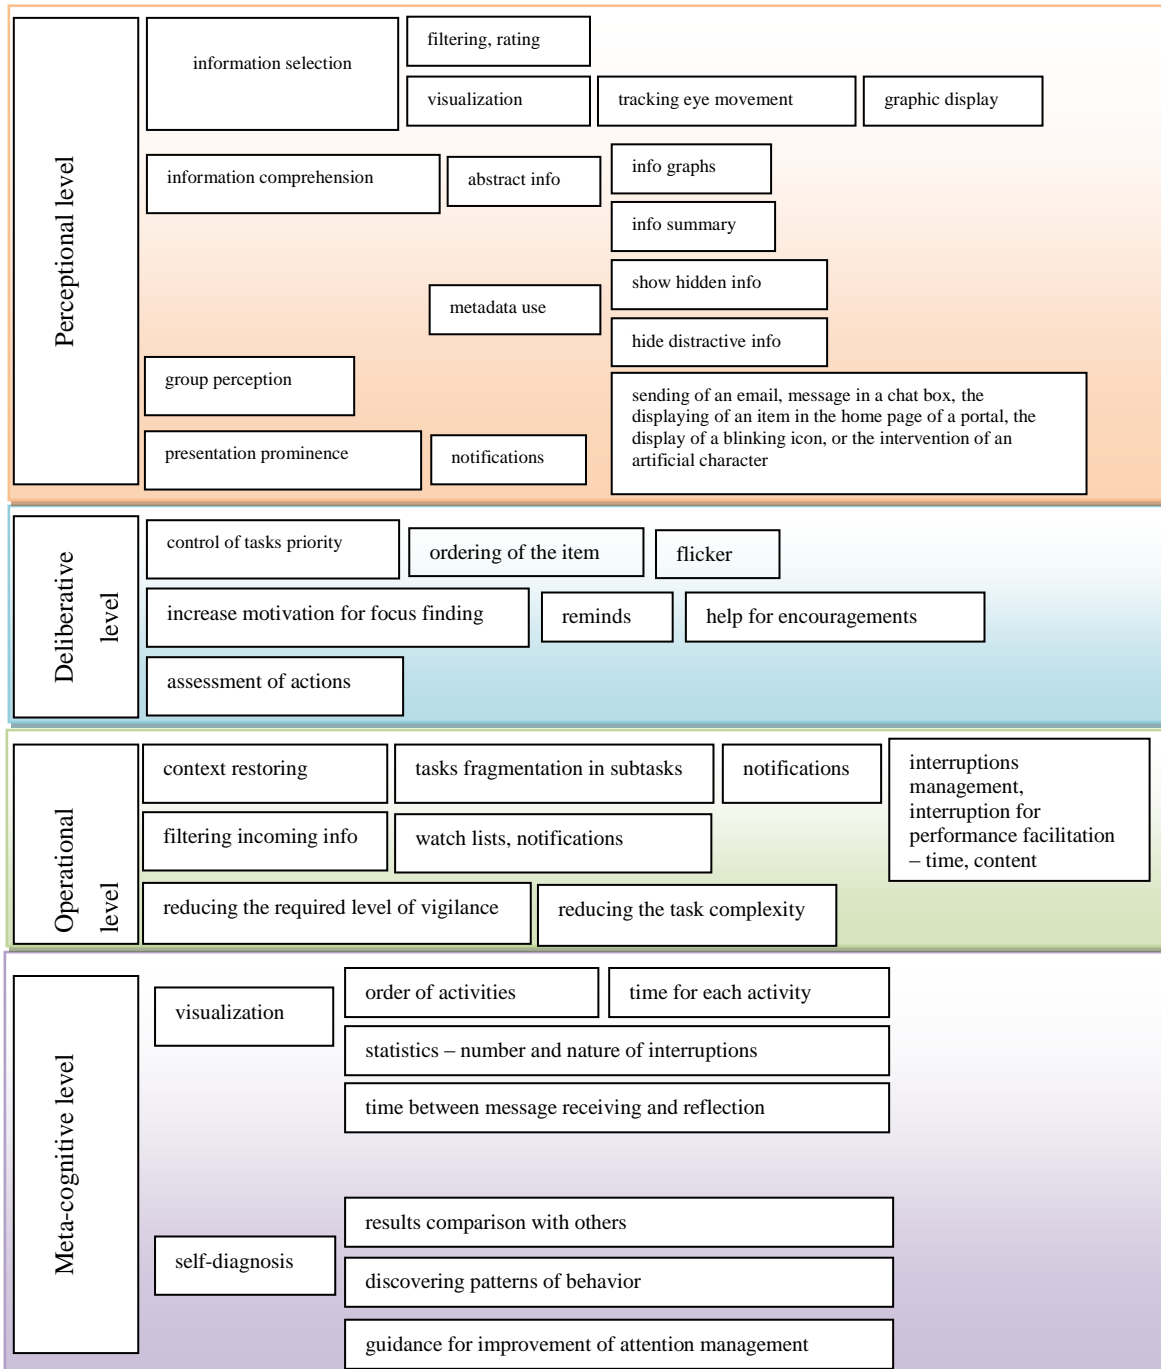 Perceptional level
information selection
filtering, rating
visualization
tracking eye movement
graphic display
information comprehension
abstract info
info graphs
info summary
metadata use
show hidden info
hide distractive info
group perception
presentation prominence
notifications
sending of an email, message in a chat box, the
displaying of an item in the home page of a portal, the
display of a blinking icon, or the intervention of an
artificial character
Deliberative
level
control of tasks priority
ordering of the item
flicker
increase motivation for focus finding
reminds
help for encouragements
assessment of actions
Operational
level
context restoring
tasks fragmentation in subtasks
notifications
interruptions
management,
interruption for
performance facilitation
– time, content
filtering incoming info
watch lists, notifications
reducing the required level of vigilance
reducing the task complexity
Meta-cognitive level
visualization
order of activities
time for each activity
statistics – number and nature of interruptions
time between message receiving and reflection
self-diagnosis
results comparison with others
discovering patterns of behavior
guidance for improvement of attention management